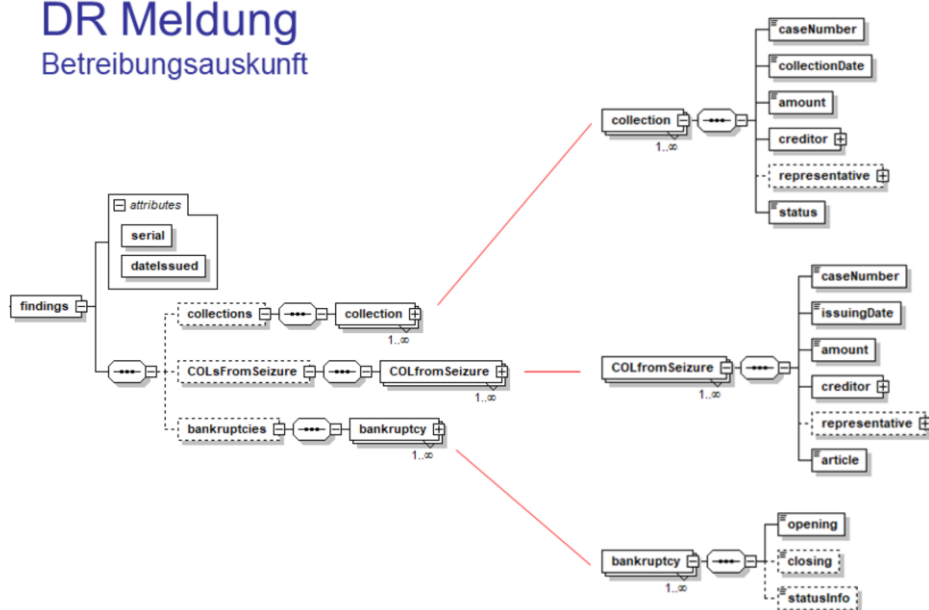 DR Meldung
Betreibungsauskunft
attributes
serial
dateIssued
findings
collections
collection
1..∞
COLsFromSeizure
COLfromSeizure
1..∞
bankruptcies
bankruptcy
1..∞
collection
1..∞
caseNumber
collectionDate
amount
creditor
representative
status
COLfromSeizure
1..∞
caseNumber
issuingDate
amount
creditor
representative
article
bankruptcy
1..∞
opening
closing
statusInfo